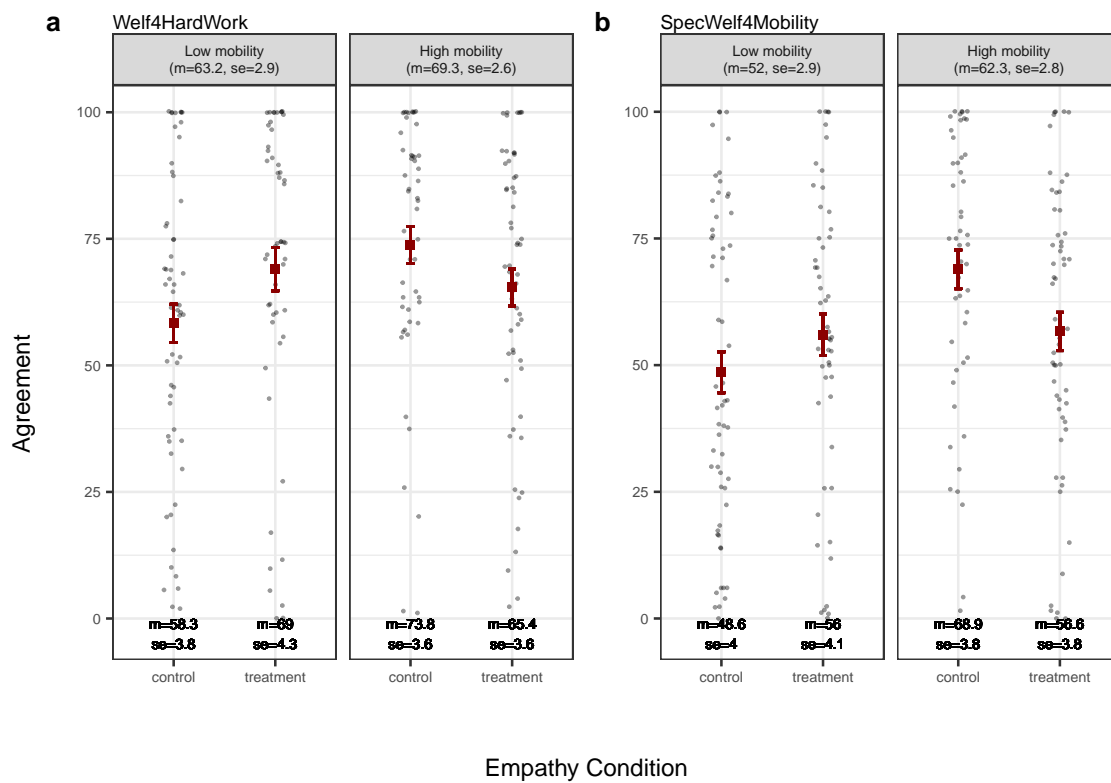 a
Welf4HardWork
b
SpecWelf4Mobility
Low mobility
(m=63.2, se=2.9)
High mobility
(m=69.3, se=2.6)
Low mobility
(m=52, se=2.9)
High mobility
(m=62.3, se=2.8)
Agreement
100
75
50
25
0
100
75
50
25
0
m=58.3
se=3.8
m=69
se=4.3
m=73.8
se=3.6
m=65.4
se=3.6
m=48.6
se=4
m=56
se=4.1
m=68.9
se=3.8
m=56.6
se=3.8
control
treatment
control
treatment
control
treatment
control
treatment
Empathy Condition